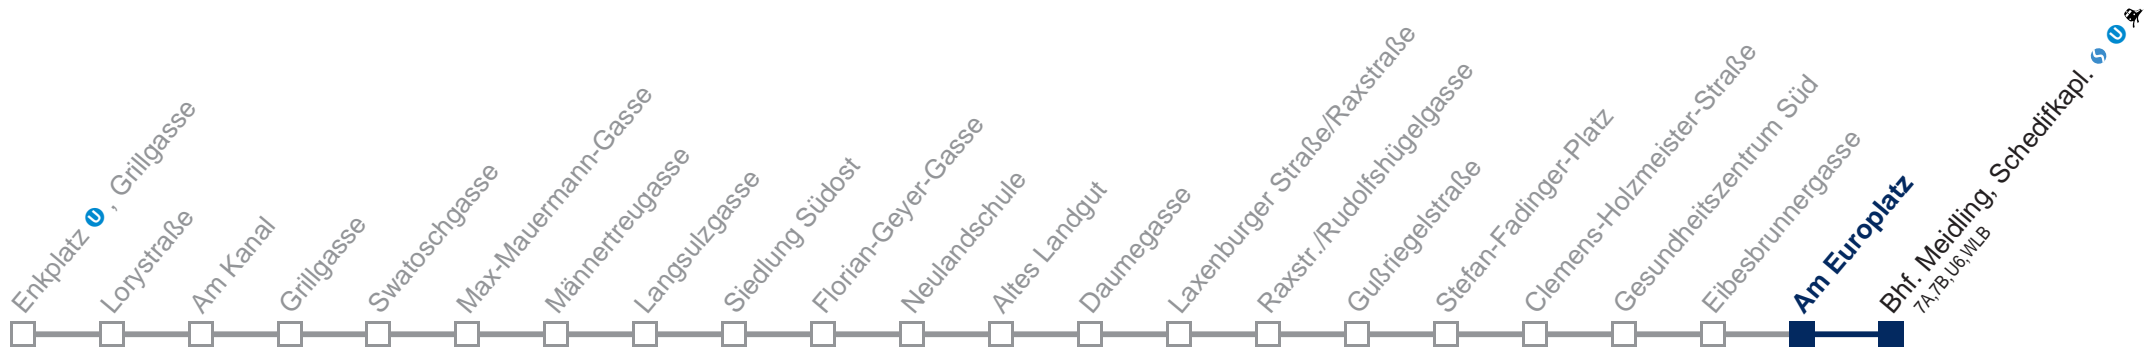 Enkplatz U , Grillgasse
Lorystraße
Am Kanal
Grillgasse
Swatoschgasse
Max-Mauermann-Gasse
Männertreugasse
Langsulzgasse
Siedlung Südost
Florian-Geyer-Gasse
Neulandschule
Altes Landgut
Daumegasse
Laxenburger Straße/Raxstraße
Raxstr./Rudolfshügelgasse
Gußriegelstraße
Stefan-Fadinger-Platz
Clemens-Holzmeister-Straße
Gesundheitszentrum Süd
Eibesbrunnergasse
Am Europlatz
Bhf. Meidling, Schedifkapl. S U
7A,7B,U6,WLB